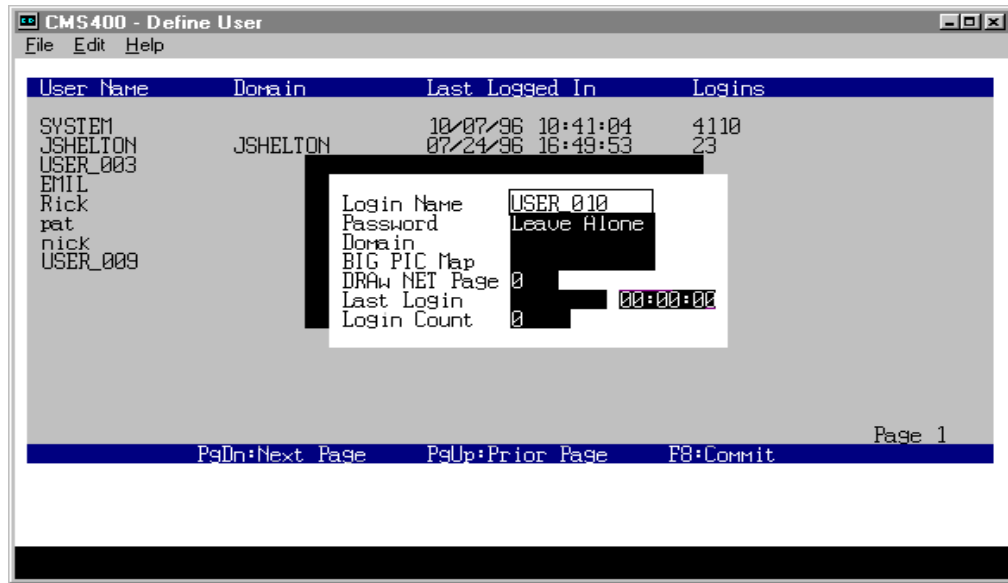 CMS400 - Define User
File Edit Help
User Name Domain Last Logged In Logins
SYSTEM 10/07/96 10:41:04 4110
JSHELTON JSHELTON 07/24/96 16:49:53 23
USER_003
EMIL
Rick
pat
nick
USER_009
Login Name USER_010
Password Leave Alone
Domain
BIG PIC Map
DRAw NET Page 0
Last Login 00:00:00
Login Count 0
Page 1
PgDn:Next Page PgUp:Prior Page F8:Commit